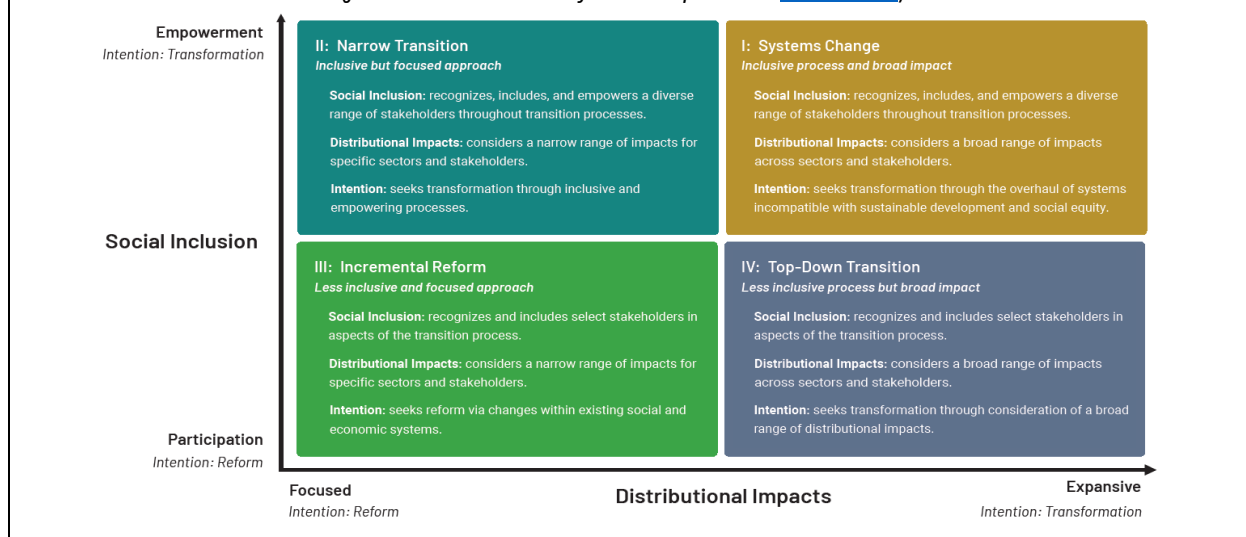 Empowerment
Intention: Transformation
II: Narrow Transition
Inclusive but focused approach
Social Inclusion: recognizes, includes, and empowers a diverse
range of stakeholders throughout transition processes.
Distributional Impacts: considers a narrow range of impacts for
specific sectors and stakeholders.
Intention: seeks transformation through inclusive and
empowering processes.
I: Systems Change
Inclusive process and broad impact
Social Inclusion: recognizes, includes, and empowers a diverse
range of stakeholders throughout transition processes.
Distributional Impacts: considers a broad range of impacts
across sectors and stakeholders.
Intention: seeks transformation through the overhaul of systems
incompatible with sustainable development and social equity.
Social Inclusion
III: Incremental Reform
Less inclusive and focused approach
Social Inclusion: recognizes and includes select stakeholders in
aspects of the transition process.
Distributional Impacts: considers a narrow range of impacts for
specific sectors and stakeholders.
Intention: seeks reform via changes within existing social and
economic systems.
IV: Top-Down Transition
Less inclusive process but broad impact
Social Inclusion: recognizes and includes select stakeholders in
aspects of the transition process.
Distributional Impacts: considers a broad range of impacts
across sectors and stakeholders.
Intention: seeks transformation through consideration of a broad
range of distributional impacts.
Participation
Intention: Reform
Focused
Intention: Reform
Distributional Impacts
Expansive
Intention: Transformation